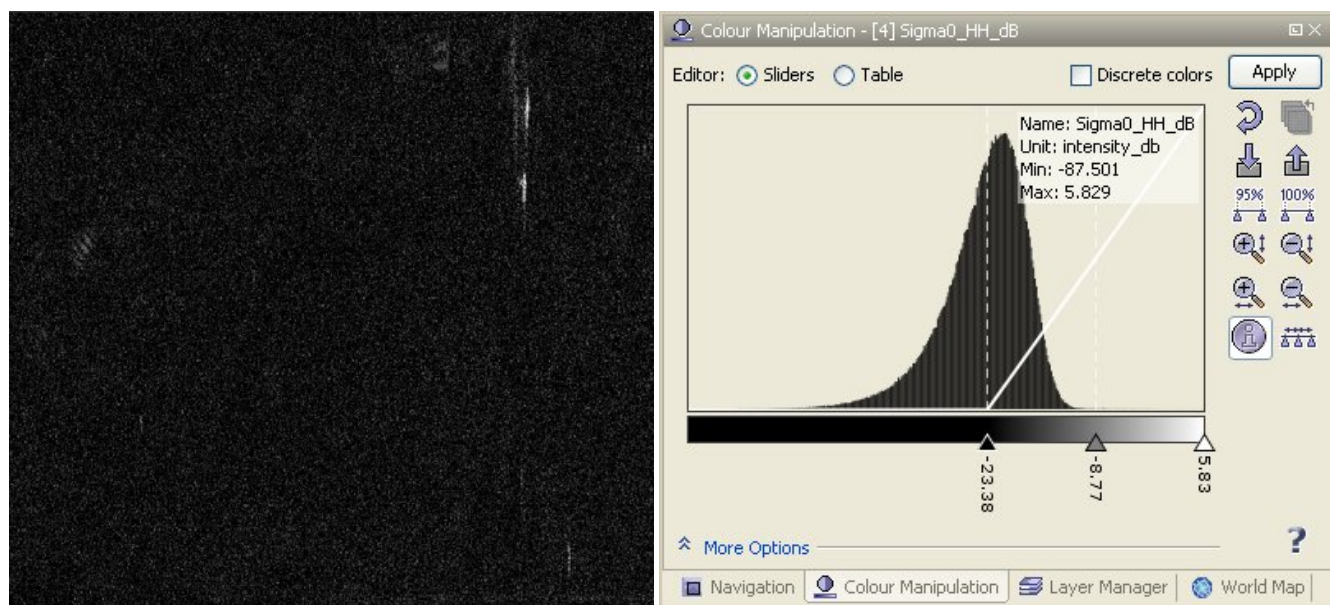 Colour Manipulation - [4] Sigma0_HH_dB
Editor: Sliders Table Discrete colors Apply
Name: Sigma0_HH_dB
Unit: intensity_db
Min: -87.501
Max: 5.829
95% 100%
-23.38 -8.77 5.83
More Options ?
Navigation Colour Manipulation Layer Manager World Map